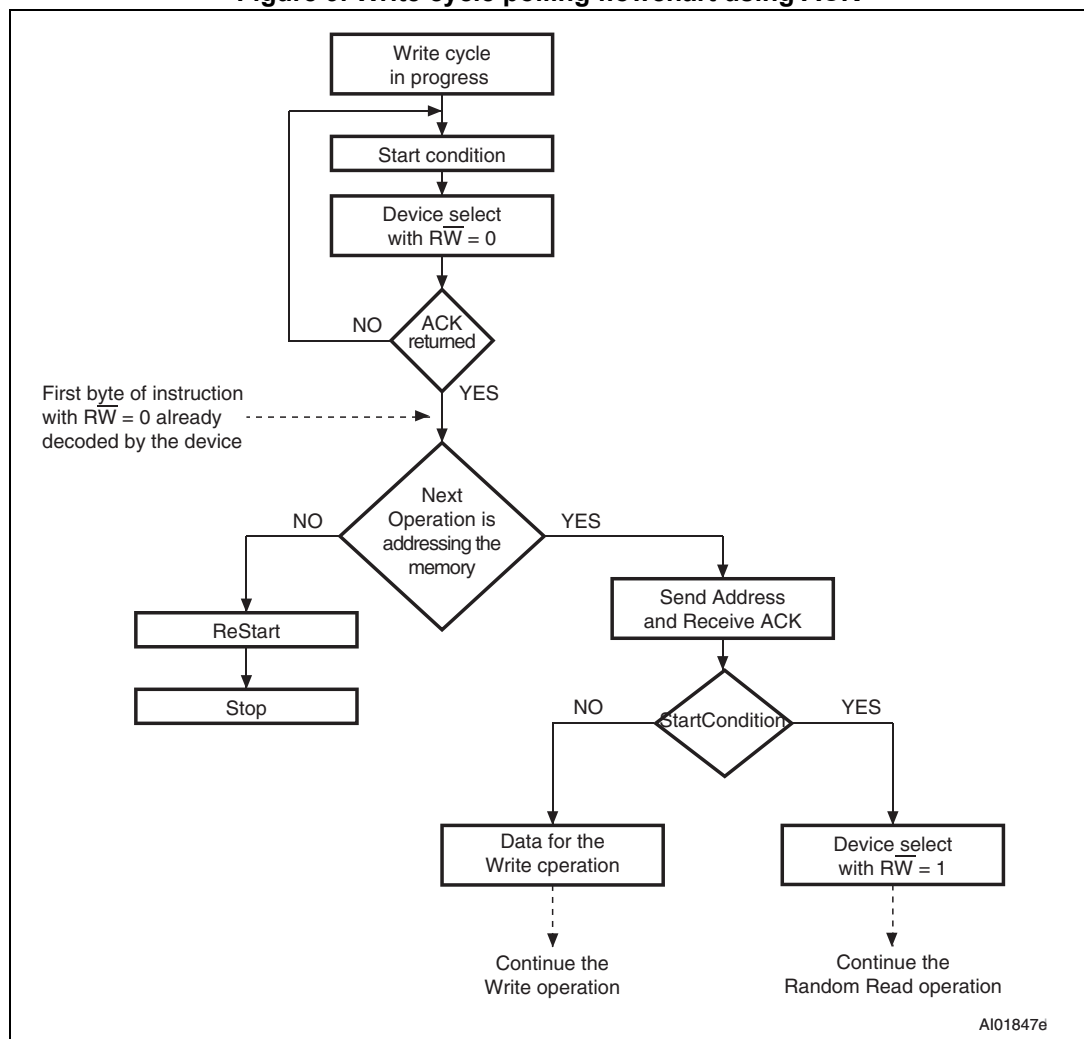 Write cycle
in progress
Start condition
Device select
with RW̅ = 0
ACK
returned
NO
YES
First byte of instruction
with RW̅ = 0 already
decoded by the device
Next
Operation is
addressing the
memory
NO
YES
ReStart
Stop
Send Address
and Receive ACK
StartCondition
NO
YES
Data for the
Write cperation
Device select
with RW̅ = 1
Continue the
Write operation
Continue the
Random Read operation
AI01847e